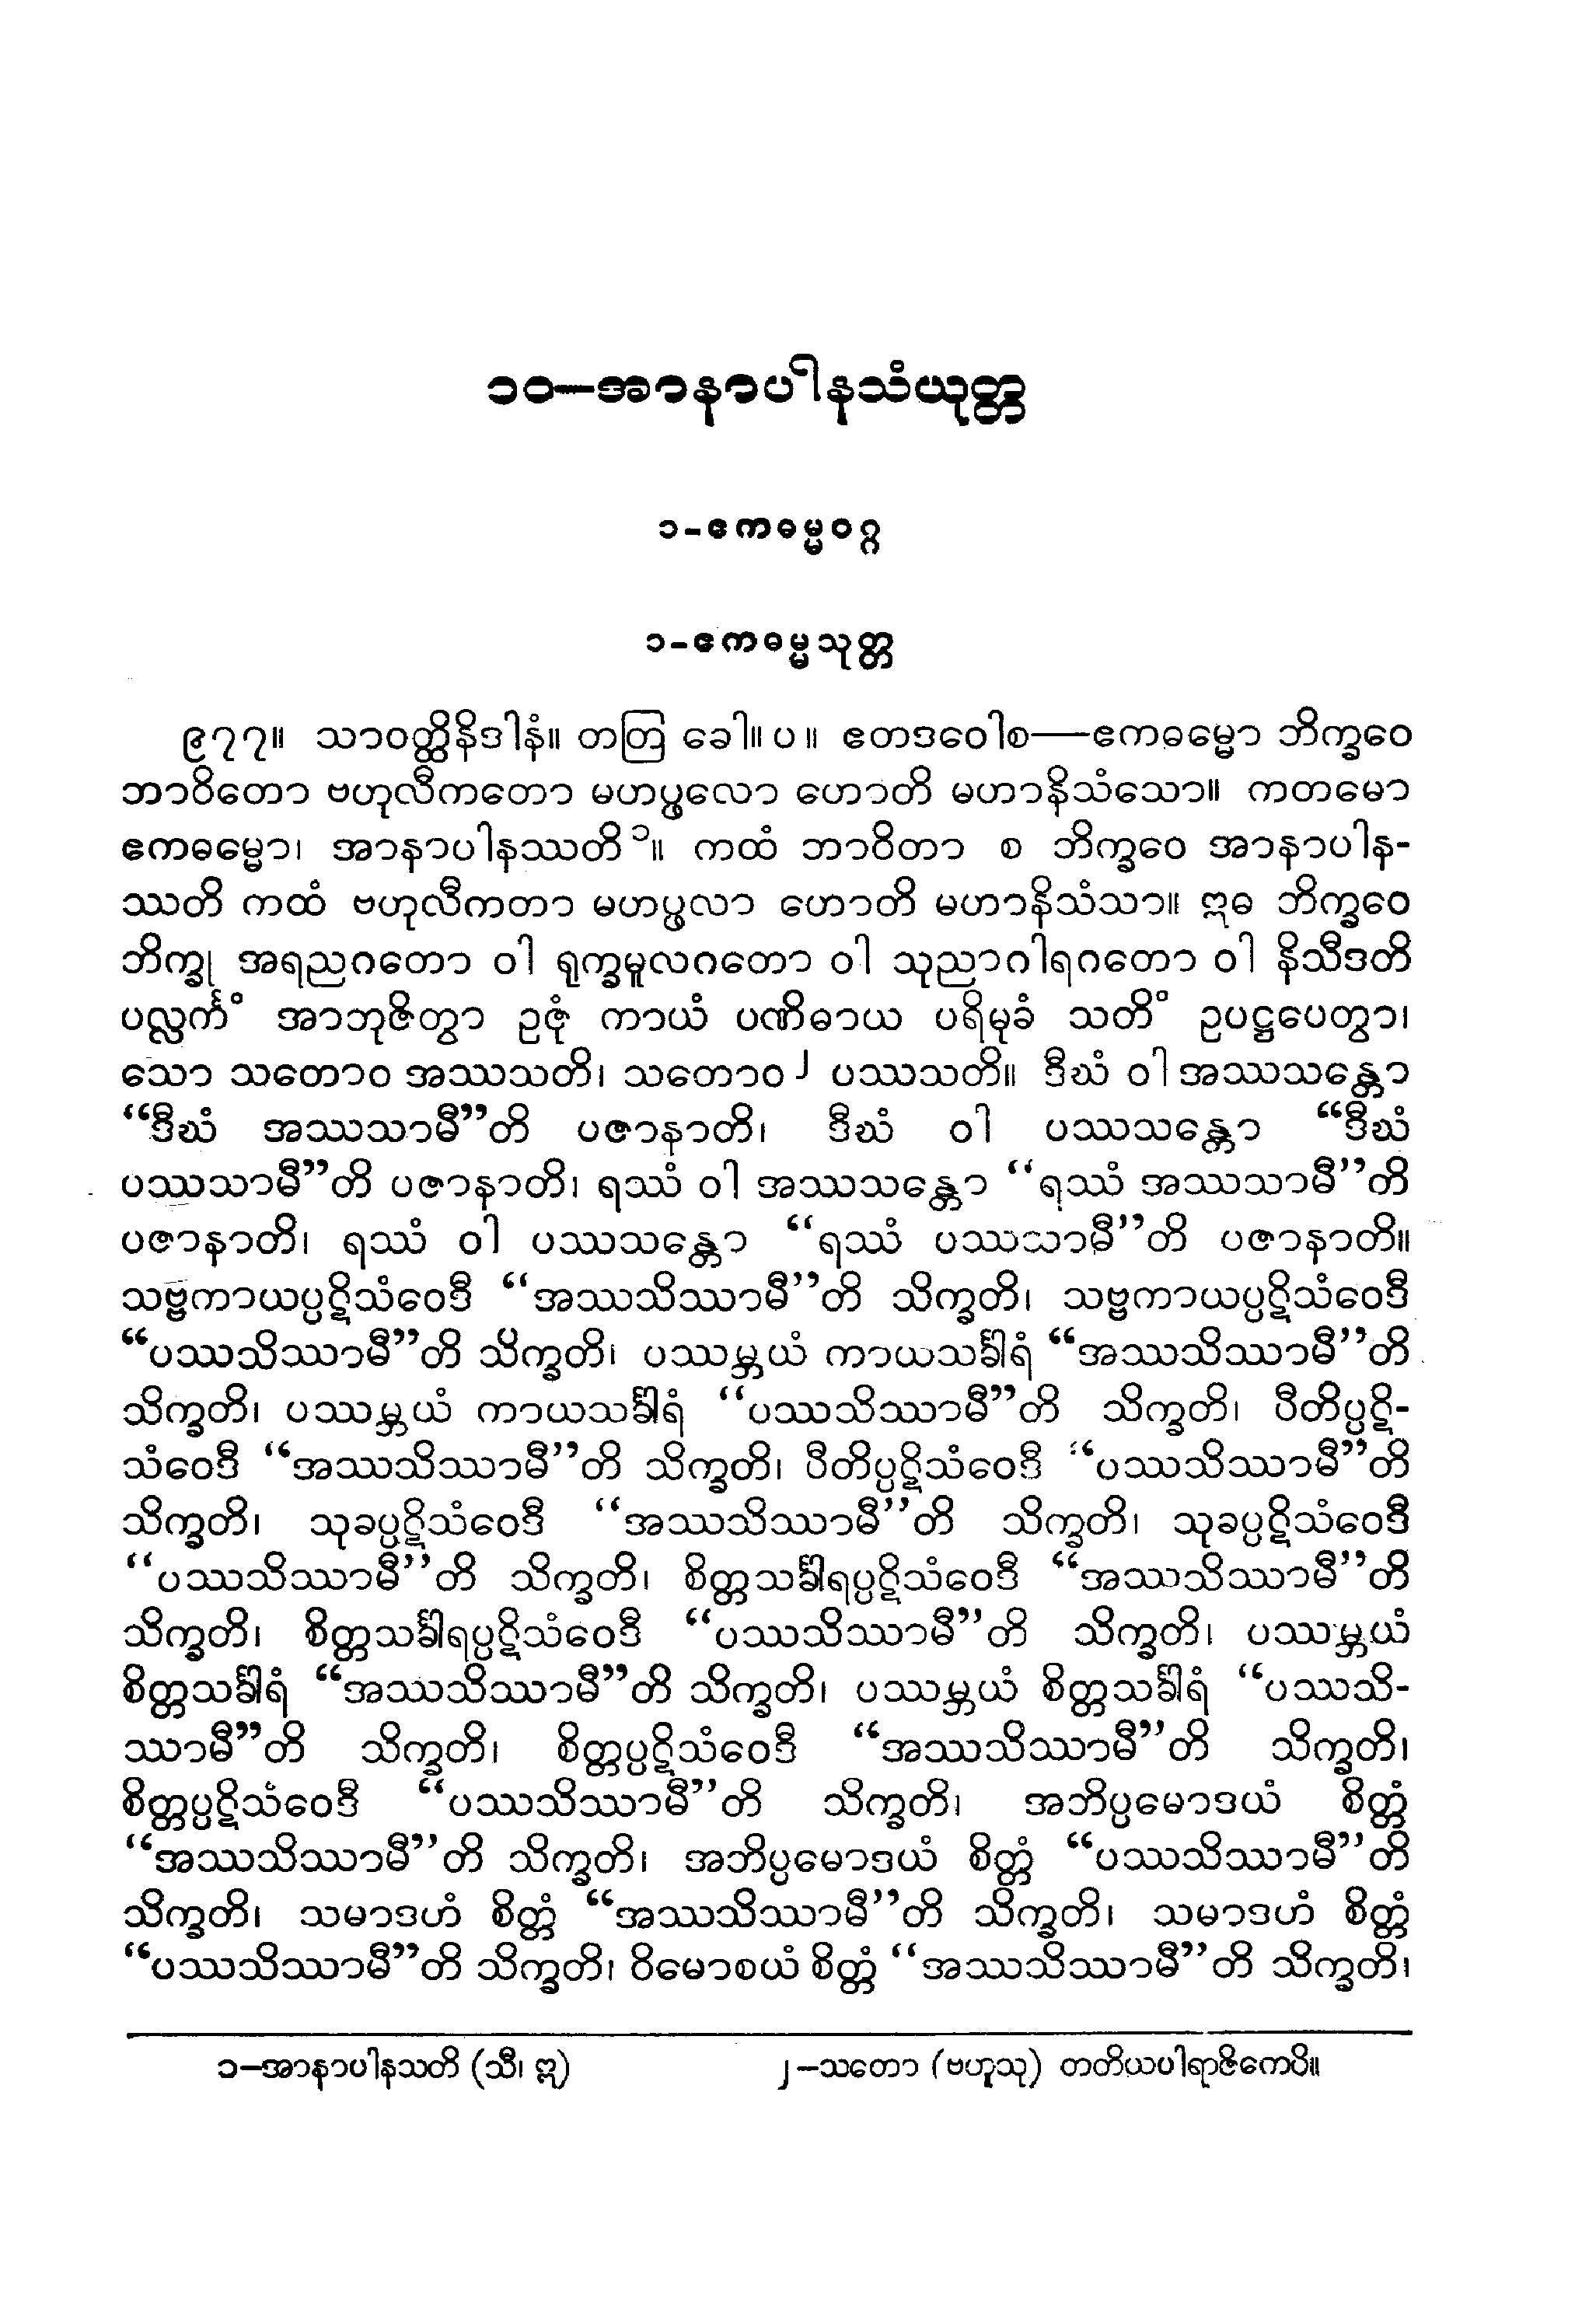 ၁၀—အာနာပါနသံယုတ္တ
၁-ဧကဓမ္မဝဂ္ဂ
၁-ဧကဓမ္မသုတ္တ
၉၇၇။ သာဝတ္ထိနိဒါနံ။ တတြ ခေါ။ ပ။ ဧတဒဝေါစ—ဧကဓမ္မော ဘိက္ခဝေ
ဘာဝိတော ဗဟုလီကတော မဟပ္ဖလော ဟောတိ မဟာနိသံသော။ ကတမော
ဧကဓမ္မော၊ အာနာပါနဿတိ၁။ ကထံ ဘာဝိတာ စ ဘိက္ခဝေ အာနာပါန-
ဿတိ ကထံ ဗဟုလီကတာ မဟပ္ဖလာ ဟောတိ မဟာနိသံသာ။ ဣဓ ဘိက္ခဝေ
ဘိက္ခု အရညဂတော ဝါ ရုက္ခမူလဂတော ဝါ သုညာဂါရဂတော ဝါ နိသီဒတိ
ပလ္လင်္ကံ အာဘုဇိတွာ ဥဇုံ ကာယံ ပဏိဓာယ ပရိမုခံ သတိံ ဥပဋ္ဌပေတွာ၊
သော သတောဝ အဿသတိ၊ သတောဝ၂ ပဿသတိ။ ဒီဃံ ဝါ အဿသန္တော
“ဒီဃံ အဿသာမီ”တိ ပဇာနာတိ၊ ဒီဃံ ဝါ ပဿသန္တော “ဒီဃံ
ပဿသာမီ”တိ ပဇာနာတိ၊ ရဿံ ဝါ အဿသန္တော “ရဿံ အဿသာမီ”တိ
ပဇာနာတိ၊ ရဿံ ဝါ ပဿသန္တော “ရဿံ ပဿသာမီ”တိ ပဇာနာတိ။
သဗ္ဗကာယပ္ပဋိသံဝေဒီ “အဿသိဿာမီ”တိ သိက္ခတိ၊ သဗ္ဗကာယပ္ပဋိသံဝေဒီ
“ပဿသိဿာမီ”တိ သိက္ခတိ၊ ပဿမ္ဘယံ ကာယသင်္ခါရံ “အဿသိဿာမီ”တိ
သိက္ခတိ၊ ပဿမ္ဘယံ ကာယသင်္ခါရံ “ပဿသိဿာမီ”တိ သိက္ခတိ၊ ပီတိပ္ပဋိ-
သံဝေဒီ “အဿသိဿာမီ”တိ သိက္ခတိ၊ ပီတိပ္ပဋိသံဝေဒီ “ပဿသိဿာမီ”တိ
သိက္ခတိ၊ သုခပ္ပဋိသံဝေဒီ “အဿသိဿာမီ”တိ သိက္ခတိ၊ သုခပ္ပဋိသံဝေဒီ
“ပဿသိဿာမီ”တိ သိက္ခတိ၊ စိတ္တသင်္ခါရပ္ပဋိသံဝေဒီ “အဿသိဿာမီ”တိ
သိက္ခတိ၊ စိတ္တသင်္ခါရပ္ပဋိသံဝေဒီ “ပဿသိဿာမီ”တိ သိက္ခတိ၊ ပဿမ္ဘယံ
စိတ္တသင်္ခါရံ “အဿသိဿာမီ”တိ သိက္ခတိ၊ ပဿမ္ဘယံ စိတ္တသင်္ခါရံ “ပဿသိ-
ဿာမီ”တိ သိက္ခတိ၊ စိတ္တပ္ပဋိသံဝေဒီ “အဿသိဿာမီ”တိ သိက္ခတိ၊
စိတ္တပ္ပဋိသံဝေဒီ “ပဿသိဿာမီ”တိ သိက္ခတိ၊ အဘိပ္ပမောဒယံ စိတ္တံ
“အဿသိဿာမီ”တိ သိက္ခတိ၊ အဘိပ္ပမောဒယံ စိတ္တံ “ပဿသိဿာမီ”တိ
သိက္ခတိ၊ သမာဒဟံ စိတ္တံ “အဿသိဿာမီ”တိ သိက္ခတိ၊ သမာဒဟံ စိတ္တံ
“ပဿသိဿာမီ”တိ သိက္ခတိ၊ ဝိမောစယံ စိတ္တံ “အဿသိဿာမီ”တိ သိက္ခတိ၊
၁—အာနာပါနသတိ (သီ၊ ဣ) ၂—သတော (ဗဟူသု) တတိယပါရာဇိကေပိ။